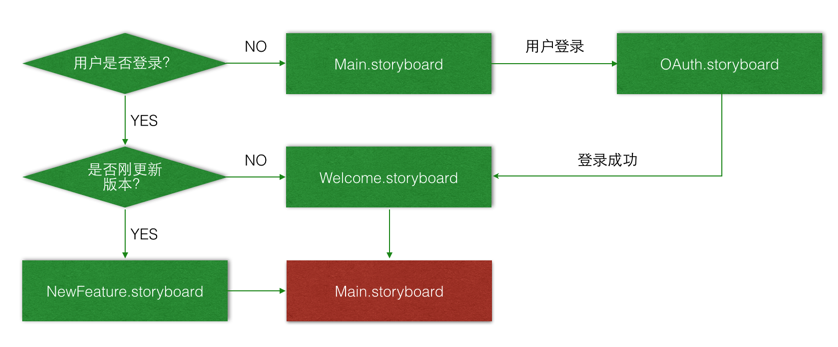 用户是否登录?
NO
Main.storyboard
用户登录
OAuth.storyboard
YES
是否刚更新
版本?
NO
Welcome.storyboard
登录成功
YES
NewFeature.storyboard
Main.storyboard